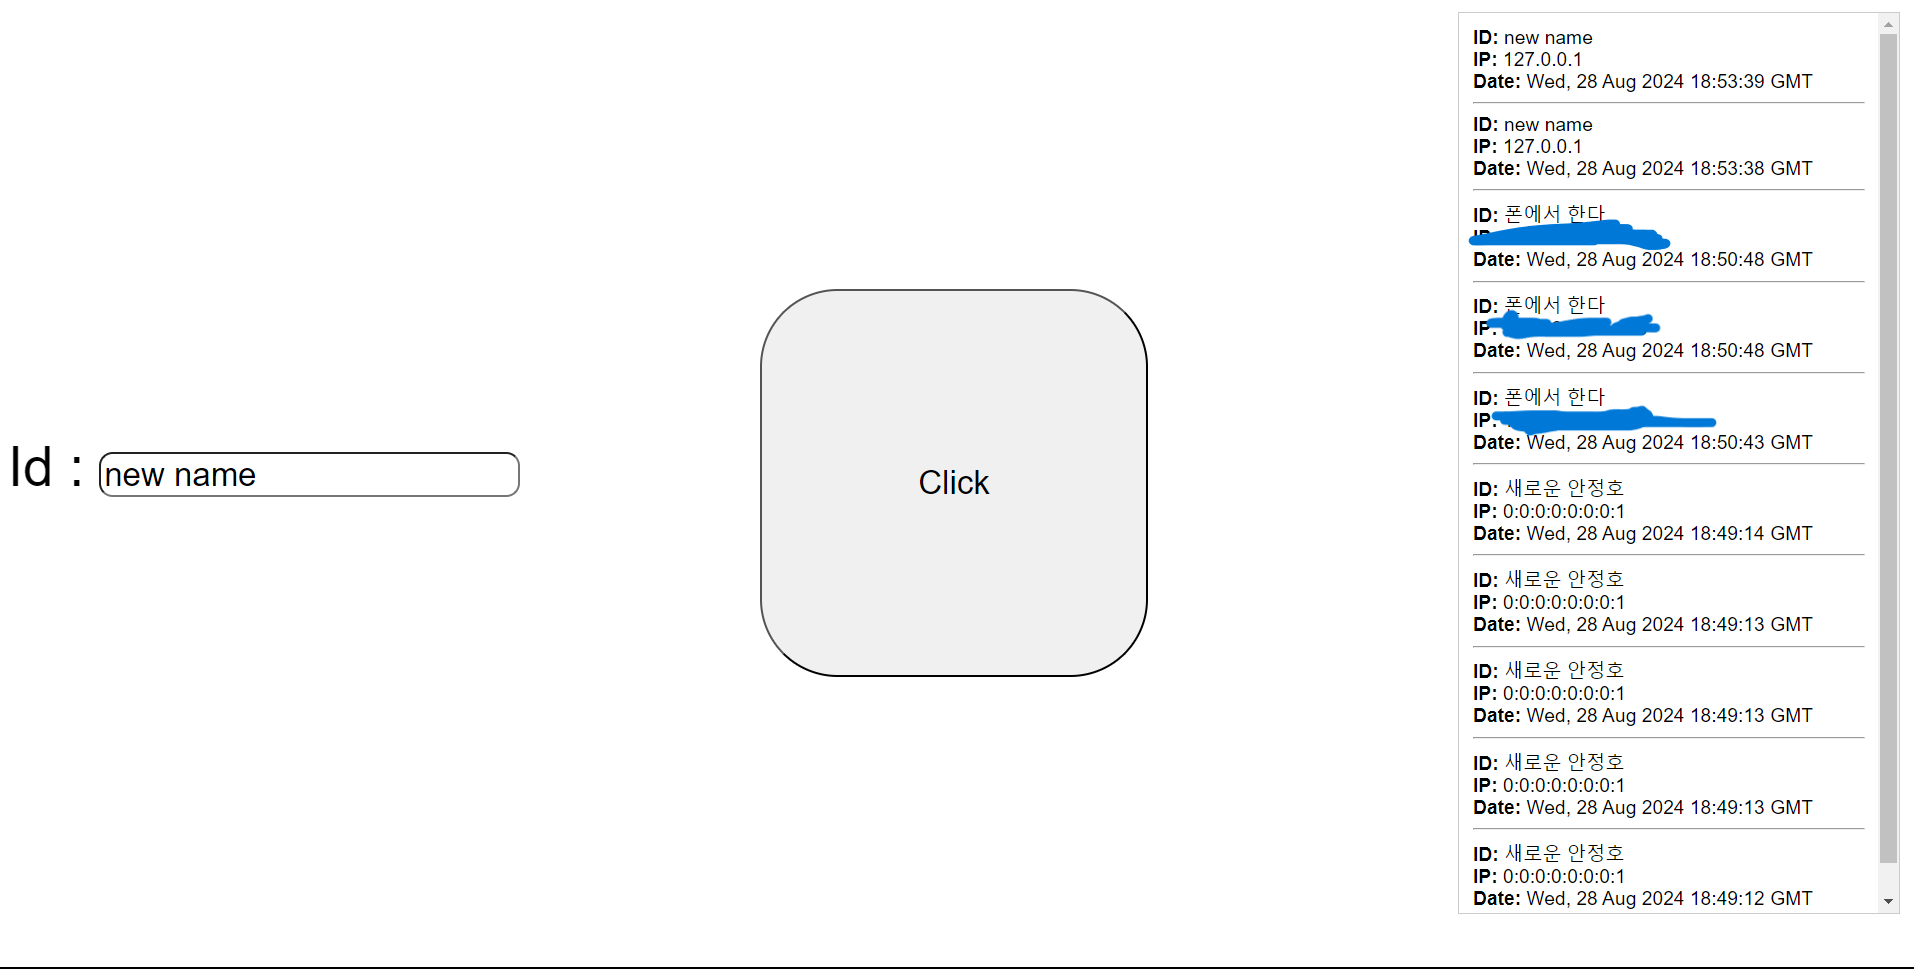 Id : new name
Click
ID: new name
IP: 127.0.0.1
Date: Wed, 28 Aug 2024 18:53:39 GMT
ID: new name
IP: 127.0.0.1
Date: Wed, 28 Aug 2024 18:53:38 GMT
ID: 폰에서 한다
Date: Wed, 28 Aug 2024 18:50:48 GMT
ID: 폰에서 한다
IP:
Date: Wed, 28 Aug 2024 18:50:48 GMT
ID: 폰에서 한다
IP:
Date: Wed, 28 Aug 2024 18:50:43 GMT
ID: 새로운 안정호
IP: 0:0:0:0:0:0:0:1
Date: Wed, 28 Aug 2024 18:49:14 GMT
ID: 새로운 안정호
IP: 0:0:0:0:0:0:0:1
Date: Wed, 28 Aug 2024 18:49:13 GMT
ID: 새로운 안정호
IP: 0:0:0:0:0:0:0:1
Date: Wed, 28 Aug 2024 18:49:13 GMT
ID: 새로운 안정호
IP: 0:0:0:0:0:0:0:1
Date: Wed, 28 Aug 2024 18:49:13 GMT
ID: 새로운 안정호
IP: 0:0:0:0:0:0:0:1
Date: Wed, 28 Aug 2024 18:49:12 GMT